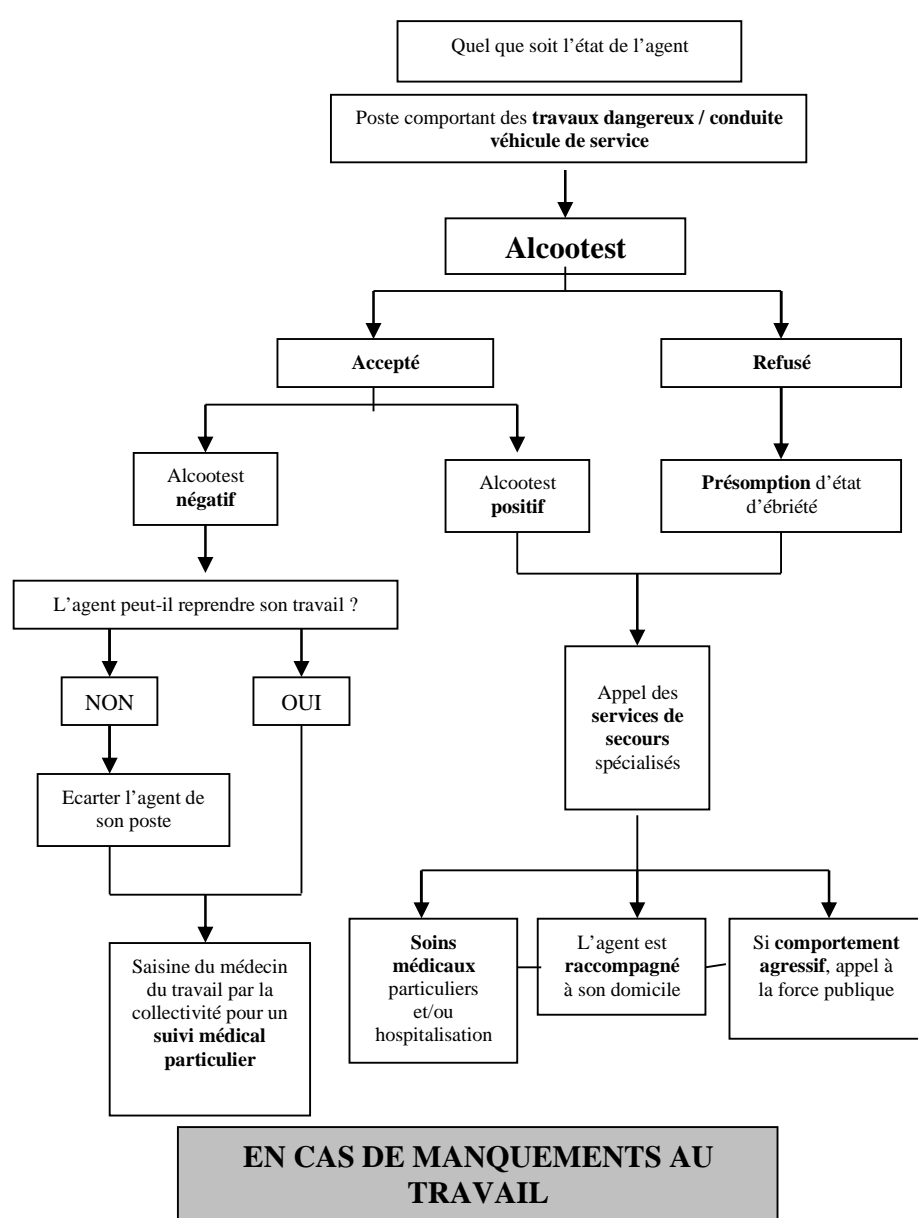 Quel que soit l’état de l’agent
Poste comportant des travaux dangereux / conduite
véhicule de service
Alcootest
Accepté
Refusé
Alcootest
négatif
Alcootest
positif
Présomption d’état
d’ébriété
L’agent peut-il reprendre son travail ?
NON
OUI
Appel des
services de
secours
spécialisés
Ecarter l’agent de
son poste
Saisine du médecin
du travail par la
collectivité pour un
suivi médical
particulier
Soins
médicaux
particuliers
et/ou
hospitalisation
L’agent est
raccompagné
à son domicile
Si comportement
agressif, appel à
la force publique
EN CAS DE MANQUEMENTS AU
TRAVAIL